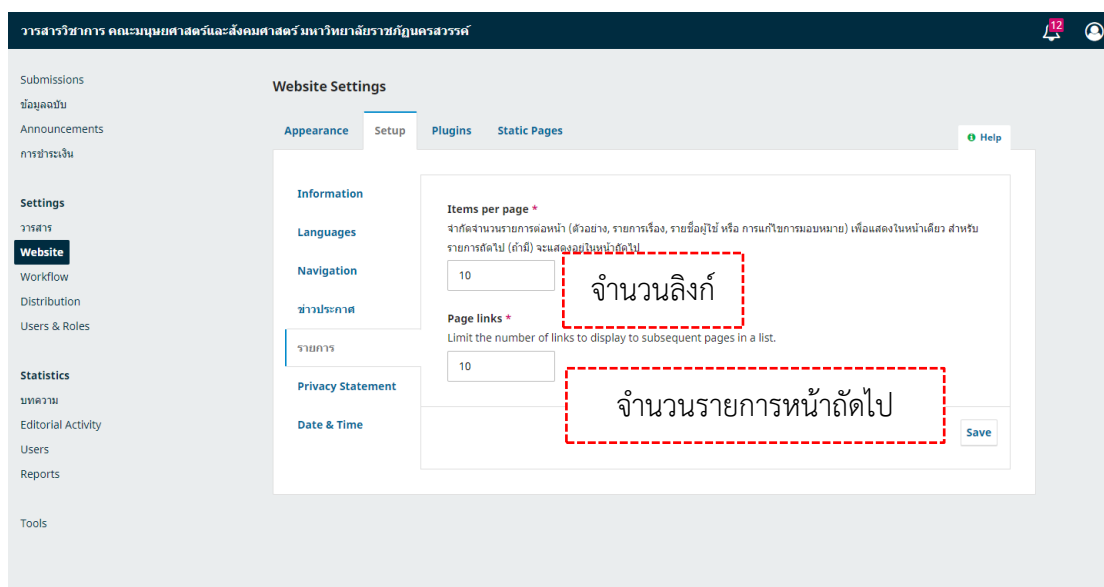 วารสารวิชาการ คณะมนุษยศาสตร์และสังคมศาสตร์ มหาวิทยาลัยราชภัฏนครสวรรค์
12
Submissions
ข้อมูลฉบับ
Announcements
การชำระเงิน
Settings
วารสาร
Website
Workflow
Distribution
Users & Roles
Statistics
บทความ
Editorial Activity
Users
Reports
Tools
Website Settings
Appearance
Setup
Plugins
Static Pages
Help
Information
Languages
Navigation
ข่าวประกาศ
รายการ
Privacy Statement
Date & Time
Items per page *
จำกัดจำนวนรายการต่อหน้า (ตัวอย่าง, รายการเรื่อง, รายชื่อผู้ใช้ หรือ การแก้ไขการมอบหมาย) เพื่อแสดงในหน้าเดียว สำหรับ
รายการถัดไป (ถ้ามี) จะแสดงอยู่ในหน้าถัดไป
10
จำนวนลิงก์
Page links *
Limit the number of links to display to subsequent pages in a list.
10
จำนวนรายการหน้าถัดไป
Save